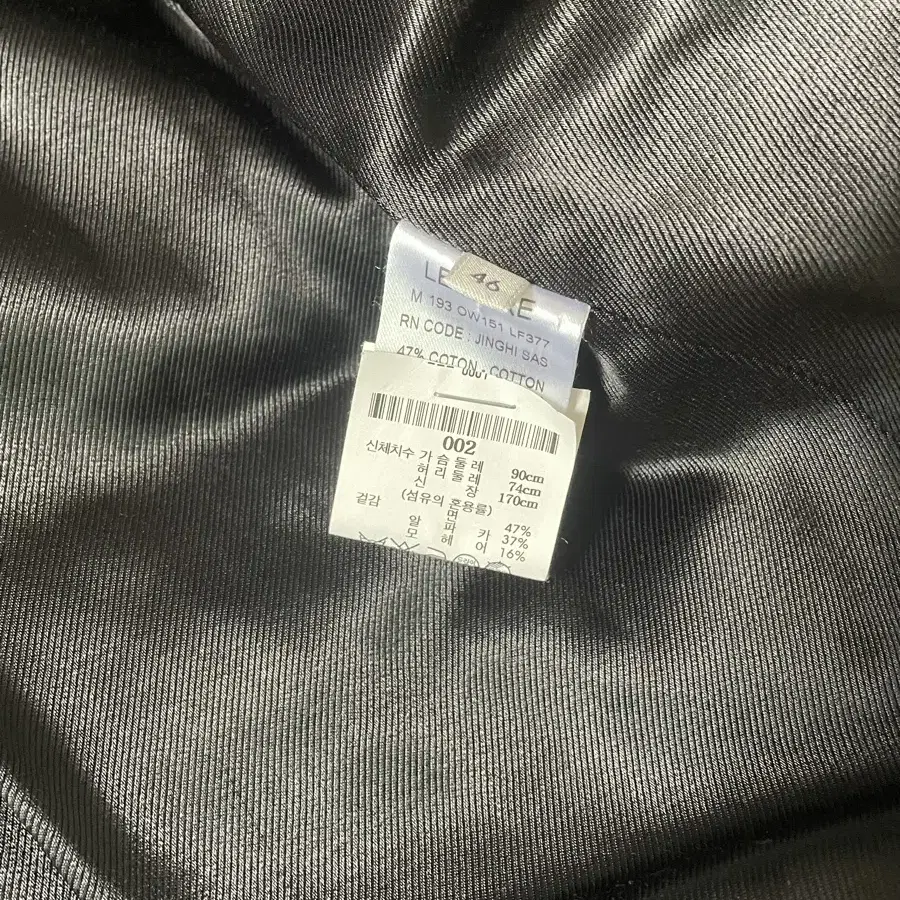 46
M 193 OW151 LF377
RN CODE : JINGHI SAS
47% COTON - COTTON
002
신체치수 가슴둘레 90cm
허리둘레 74cm
신장 170cm
겉감 (섬유의 혼용률)
면 47%
알파카 37%
모헤어 16%